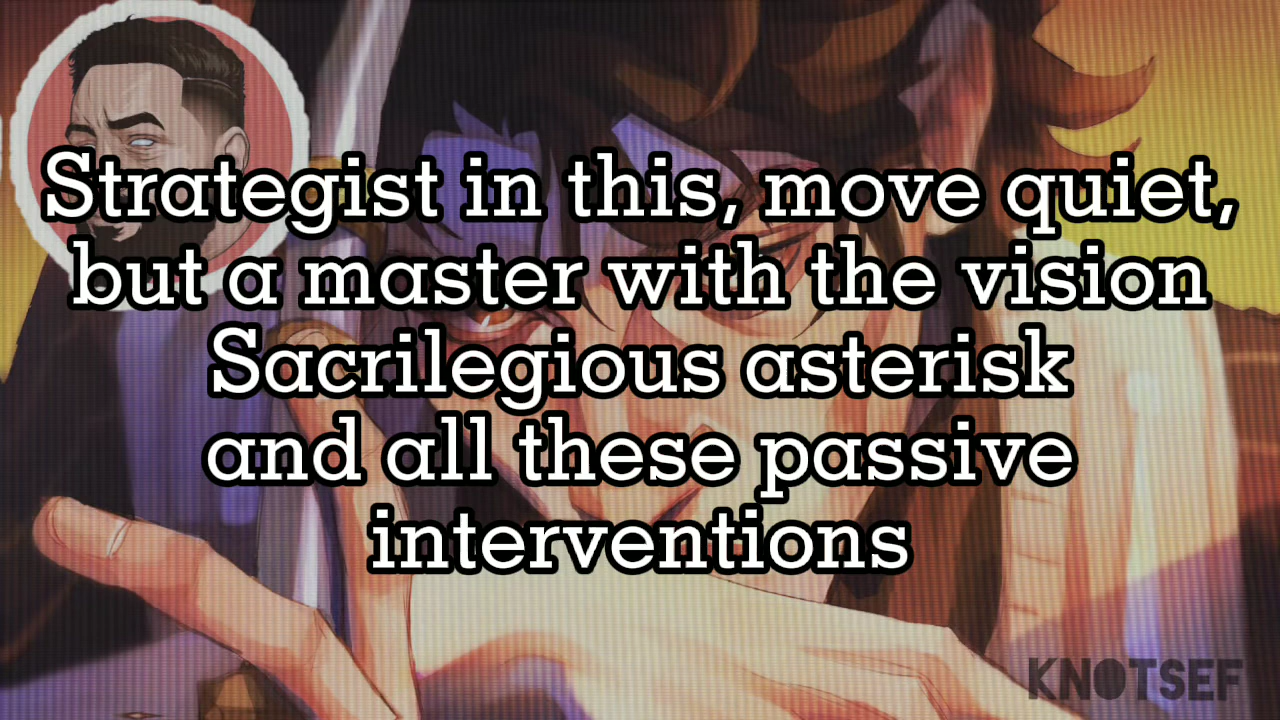 Strategist in this, move quiet,
but a master with the vision
Sacrilegious asterisk
and all these passive
interventions
KNOTSEF